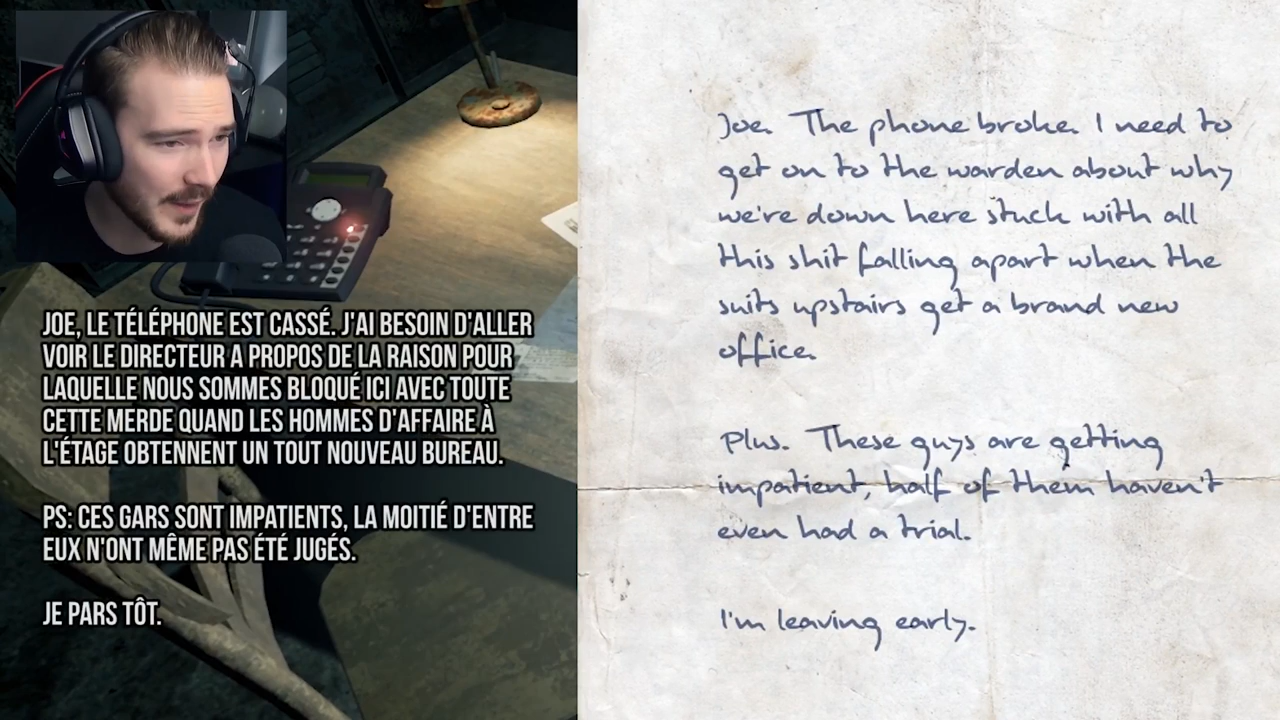 JOE, LE TÉLÉPHONE EST CASSÉ. J'AI BESOIN D'ALLER
VOIR LE DIRECTEUR A PROPOS DE LA RAISON POUR
LAQUELLE NOUS SOMMES BLOQUÉ ICI AVEC TOUTE
CETTE MERDE QUAND LES HOMMES D'AFFAIRE À
L'ÉTAGE OBTENNENT UN TOUT NOUVEAU BUREAU.
PS: CES GARS SONT IMPATIENTS, LA MOITIÉ D'ENTRE
EUX N'ONT MÊME PAS ÉTÉ JUGÉS.
JE PARS TÔT.
Joe. The phone broke. I need to
get on to the warden about why
we're down here stuck with all
this shit falling apart when the
suits upstairs get a brand new
office.
Plus. These guys are getting
impatient, half of them haven't
even had a trial.
I'm leaving early.